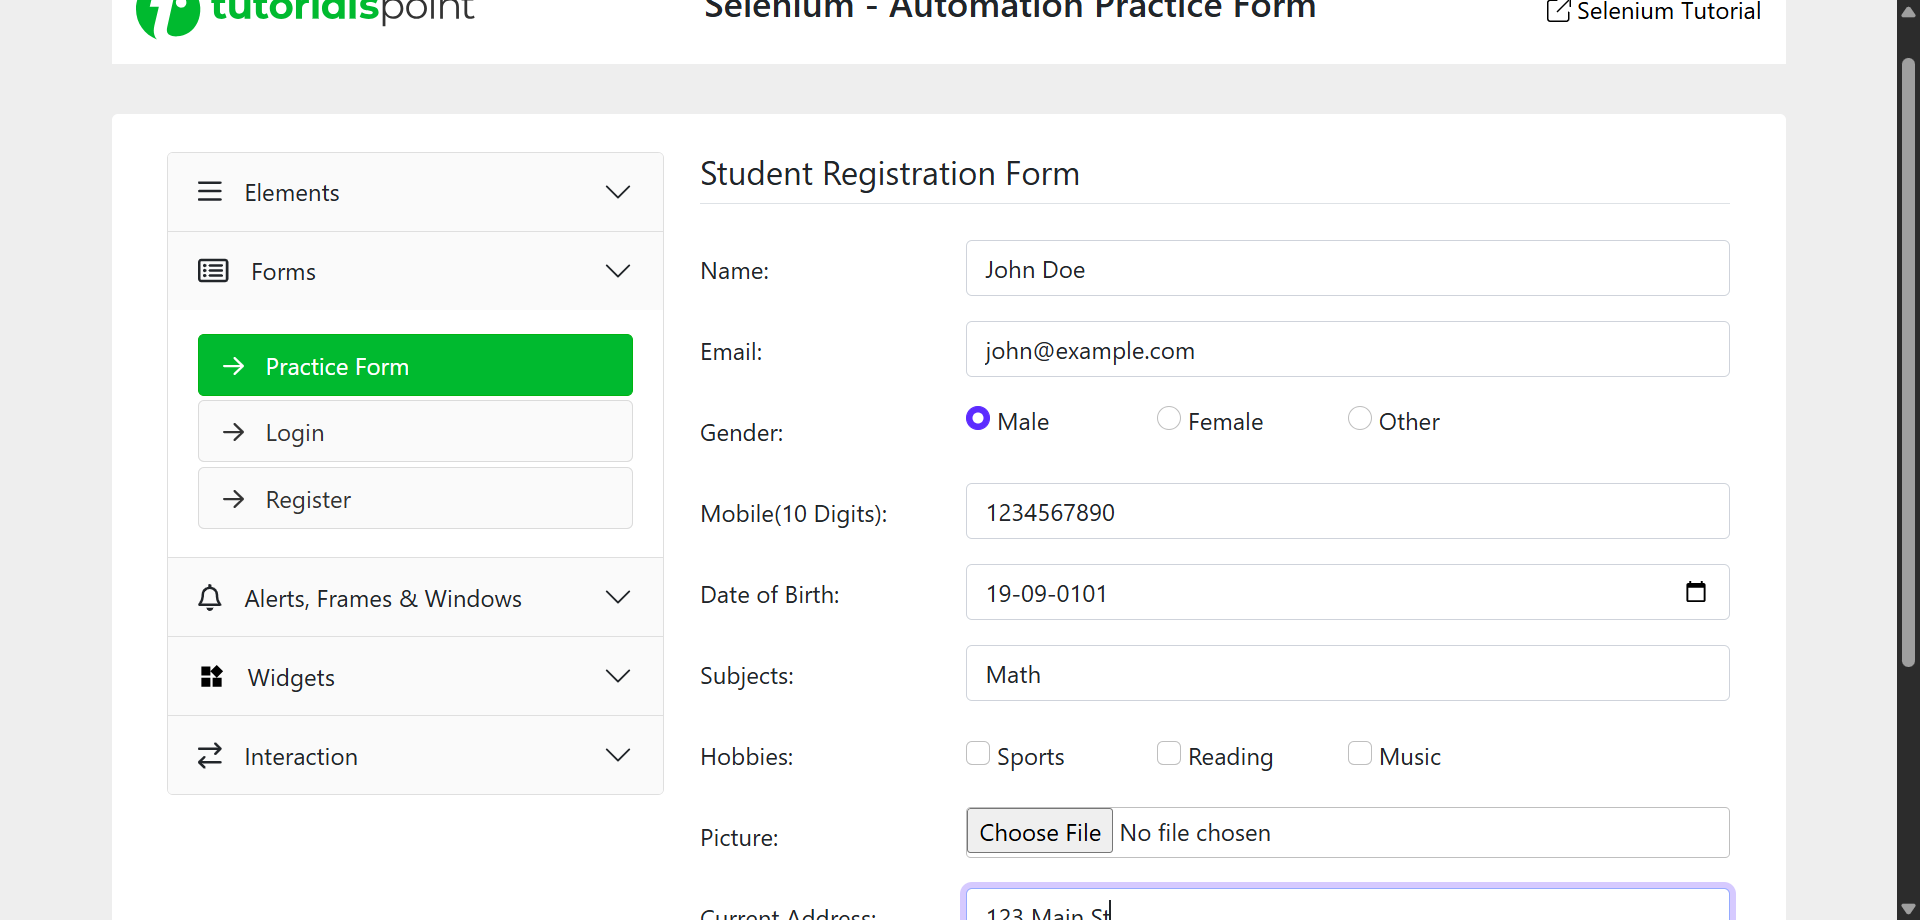 tutorialspoint
Selenium - Automation Practice Form
Selenium Tutorial
Elements
Forms
Practice Form
Login
Register
Alerts, Frames & Windows
Widgets
Interaction
Student Registration Form
Name: John Doe
Email: john@example.com
Gender: Male Female Other
Mobile(10 Digits): 1234567890
Date of Birth: 19-09-0101
Subjects: Math
Hobbies: Sports Reading Music
Picture: Choose File No file chosen
Current Address: 123 Main St